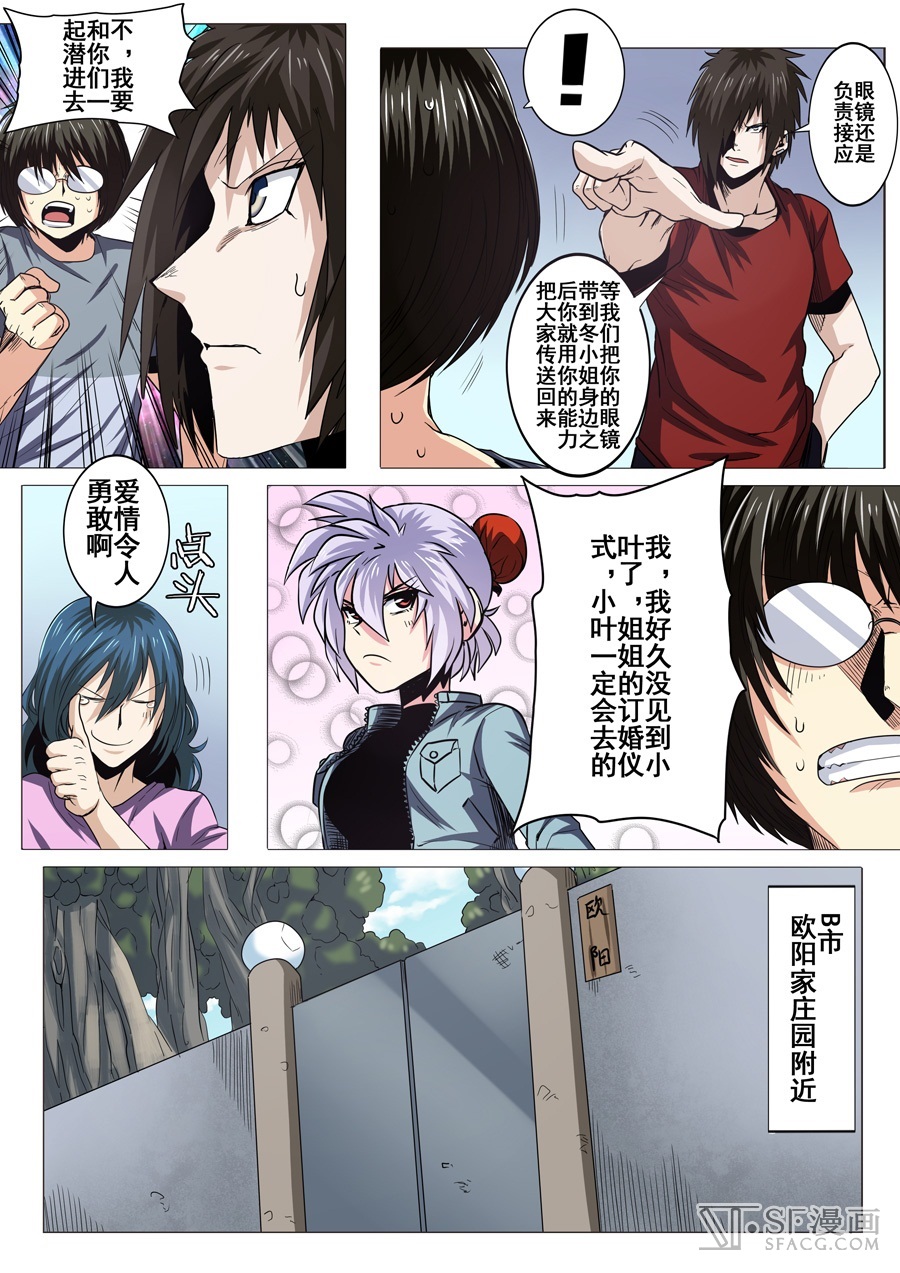 眼镜还是
负责接应
!
等我们把你的眼镜
带到冬小姐身边之
后你就用你的能力
把大家传送回来
不，我要
和你们一
起潜进去
我，我好久没见到小
叶了，姐姐的订婚仪
式，小叶一定会去的
爱情令人
勇敢啊
点头
B市
欧阳家庄园附近
欧阳
SF漫画
SFACG.COM